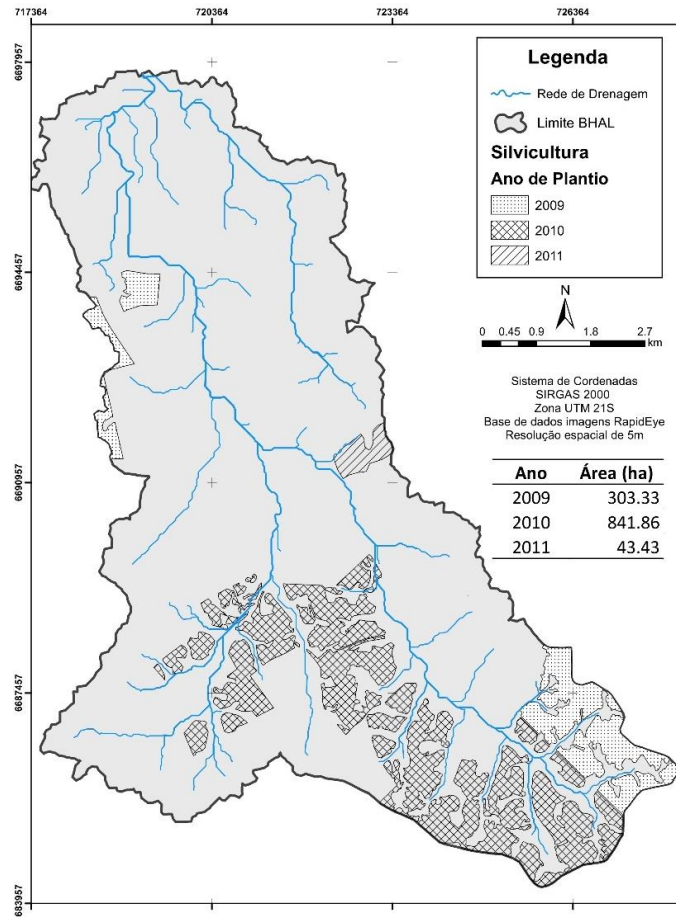 717364 720364 723364 726364
6697957
6694457
6690957
6687457
683957
Legenda
Rede de Drenagem
Limite BHAL
Silvicultura
Ano de Plantio
2009
2010
2011
N
0 0.45 0.9 1.8 2.7
km
Sistema de Cordenadas
SIRGAS 2000
Zona UTM 21S
Base de dados imagens RapidEye
Resolução espacial de 5m
Ano Área (ha)
2009 303.33
2010 841.86
2011 43.43